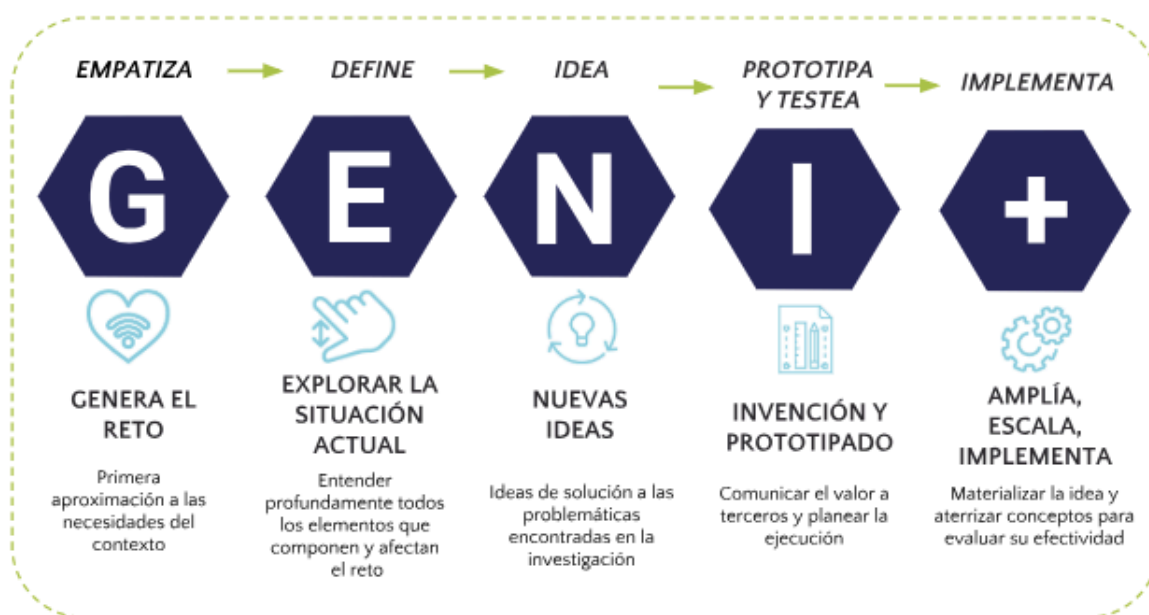 EMPATIZA
DEFINE
IDEA
PROTOTIPA
Y TESTEA
IMPLEMENTA
G
E
N
I
+
GENERA EL
RETO
Primera
aproximación a las
necesidades del
contexto
EXPLORAR LA
SITUACIÓN
ACTUAL
Entender
profundamente todos
los elementos que
componen y afectan
el reto
NUEVAS
IDEAS
Ideas de solución a las
problemáticas
encontradas en la
investigación
INVENCIÓN Y
PROTOTIPADO
Comunicar el valor a
terceros y planear la
ejecución
AMPLÍA,
ESCALA,
IMPLEMENTA
Materializar la idea y
aterrizar conceptos para
evaluar su efectividad